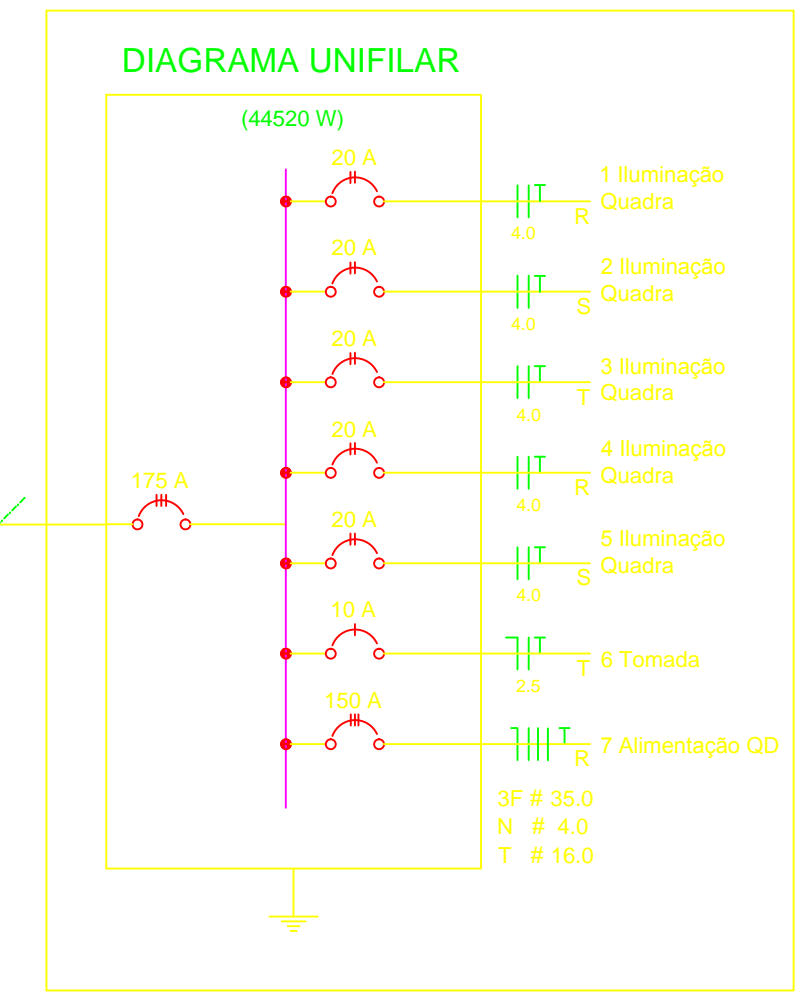 DIAGRAMA UNIFILAR
(44520 W)
20 A
1 Iluminação
Quadra
R
4.0
20 A
2 Iluminação
Quadra
S
4.0
20 A
3 Iluminação
Quadra
T
4.0
20 A
4 Iluminação
Quadra
R
4.0
175 A
20 A
5 Iluminação
Quadra
S
4.0
10 A
6 Tomada
T
2.5
150 A
7 Alimentação QD
R
3F # 35.0
N # 4.0
T # 16.0